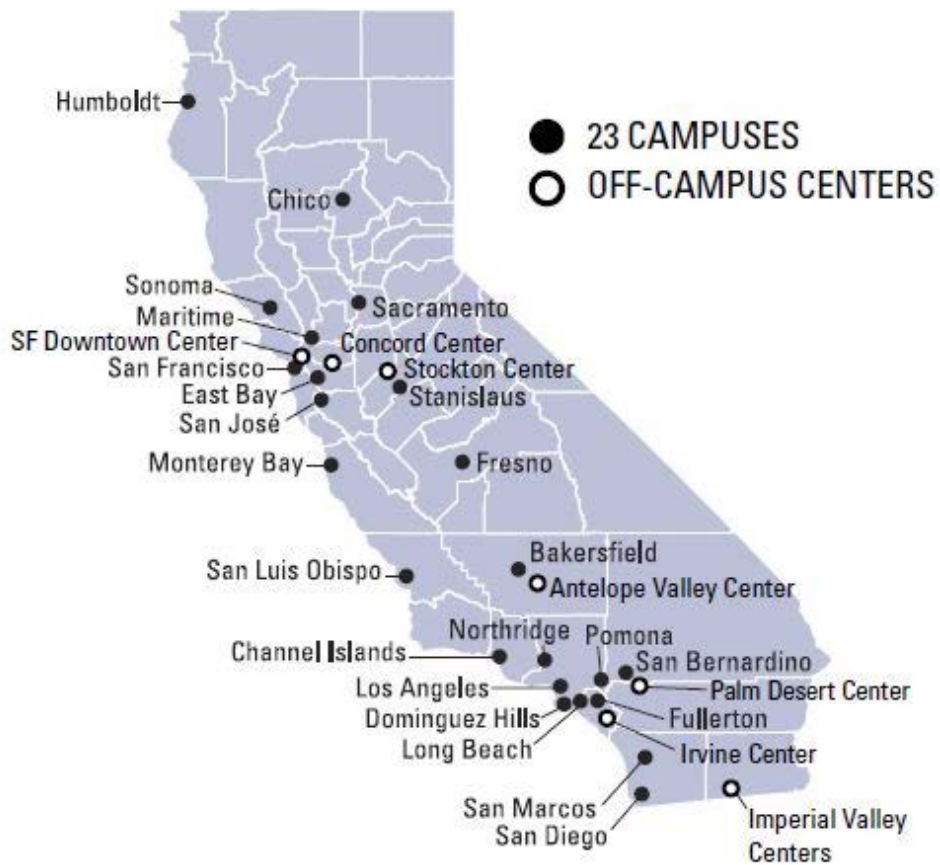 Humboldt
23 CAMPUSES
OFF-CAMPUS CENTERS
Chico
Sonoma
Sacramento
Maritime
SF Downtown Center
Concord Center
San Francisco
Stockton Center
East Bay
Stanislaus
San José
Monterey Bay
Fresno
Bakersfield
San Luis Obispo
Antelope Valley Center
Northridge
Pomona
Channel Islands
San Bernardino
Los Angeles
Palm Desert Center
Dominguez Hills
Fullerton
Long Beach
Irvine Center
San Marcos
San Diego
Imperial Valley
Centers